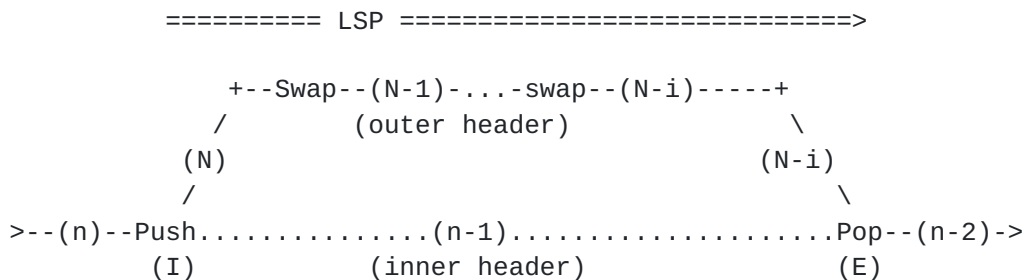 ========== LSP =============================>
+--Swap--(N-1)-...-swap--(N-i)-----+
/ (outer header) \
(N) (N-i)
/ \
>--(n)--Push...............(n-1).....................Pop--(n-2)->
(I) (inner header) (E)